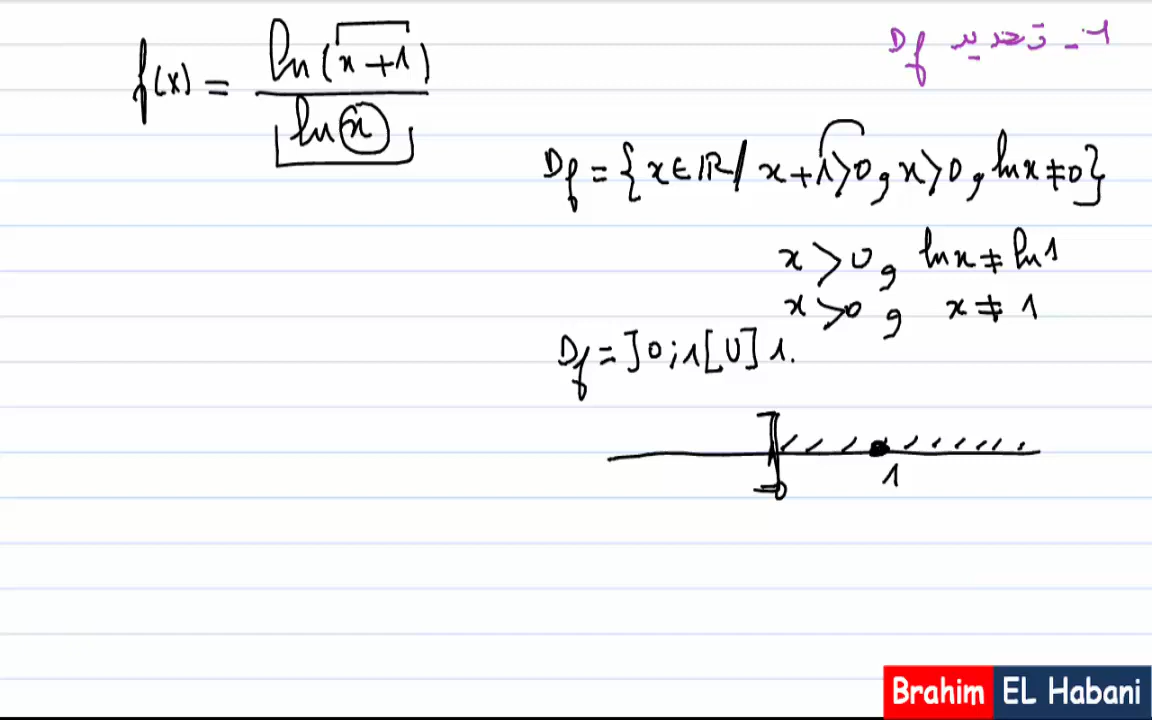 1- تحديد Df
f(x) = ln(x+1) / ln(x)
Df = {x ∈ ℝ / x+1>0 و x>0 و ln x ≠ 0}
x > 0 و ln x ≠ ln 1
x > 0 و x ≠ 1
Df = ]0;1[ U ]1.
0 1
Brahim EL Habani